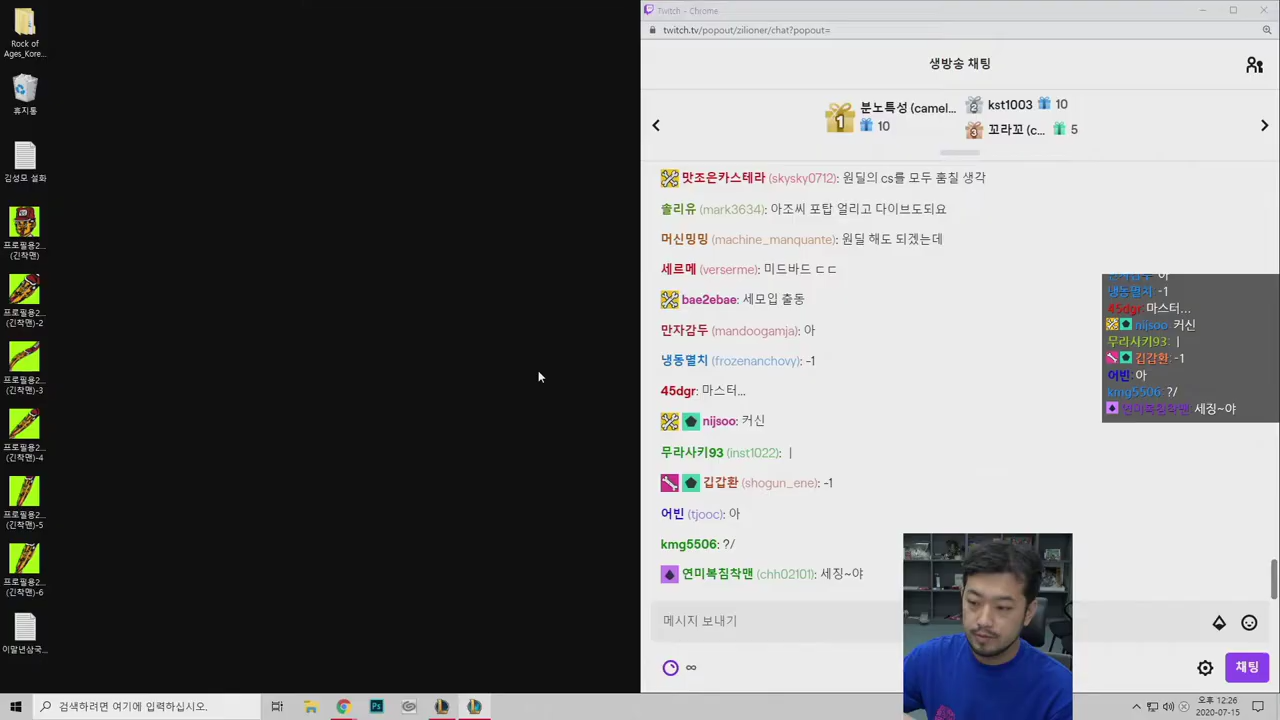 Rock of
Ages_Kore...
휴지통
김성모 설화
프로필용2...
(긴착맨)
프로필용2...
(긴착맨)-2
프로필용2...
(긴착맨)-3
프로필용2...
(긴착맨)-4
프로필용2...
(긴착맨)-5
프로필용2...
(긴착맨)-6
이말년삼국...
Twitch - Chrome
twitch.tv/popout/zilioner/chat?popout=
생방송 채팅
1 분노특성 (camel...
10
2 kst1003 10
3 꼬라꼬 (c... 5
맛조은카스테라 (skysky0712): 원딜의 cs를 모두 훔칠 생각
솔리유 (mark3634): 아조씨 포탑 얼리고 다이브도되요
머신밍밍 (machine_manquante): 원딜 해도 되겠는데
세르메 (verserme): 미드바드 ㄷㄷ
bae2ebae: 세모입 출동
만자감두 (mandoogamja): 아
냉동멸치 (frozenanchovy): -1
45dgr: 마스터...
nijsoo: 커신
무라사키93 (inst1022): ㅣ
깁갑환 (shogun_ene): -1
어빈 (tjooc): 아
kmg5506: ?/
연미복침착맨 (chh02101): 세징~야
메시지 보내기
∞
채팅
냉동멸치 -1
45dgr: 마스터...
nijsoo: 커신
무라사키93: ㅣ
깁갑환: -1
어빈: 아
kmg5506: ?/
연미복침착맨: 세징~야
검색하려면 여기에 입력하십시오.
Ps
오후 12:26
2020-07-15